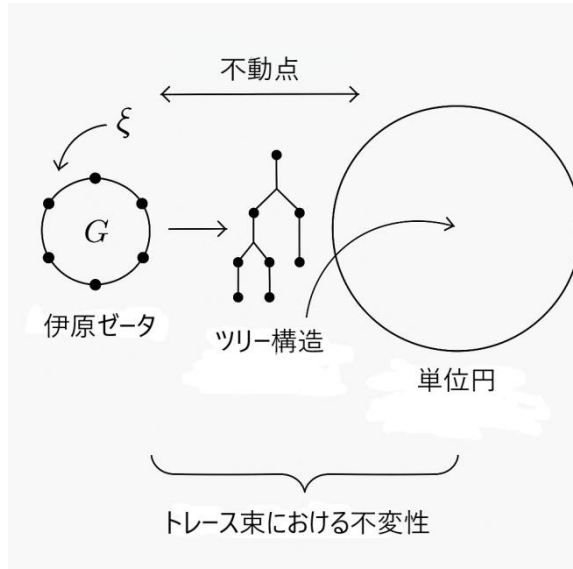 不動点
ξ
G
伊原ゼータ
ツリー構造
単位円
トレース束における不変性